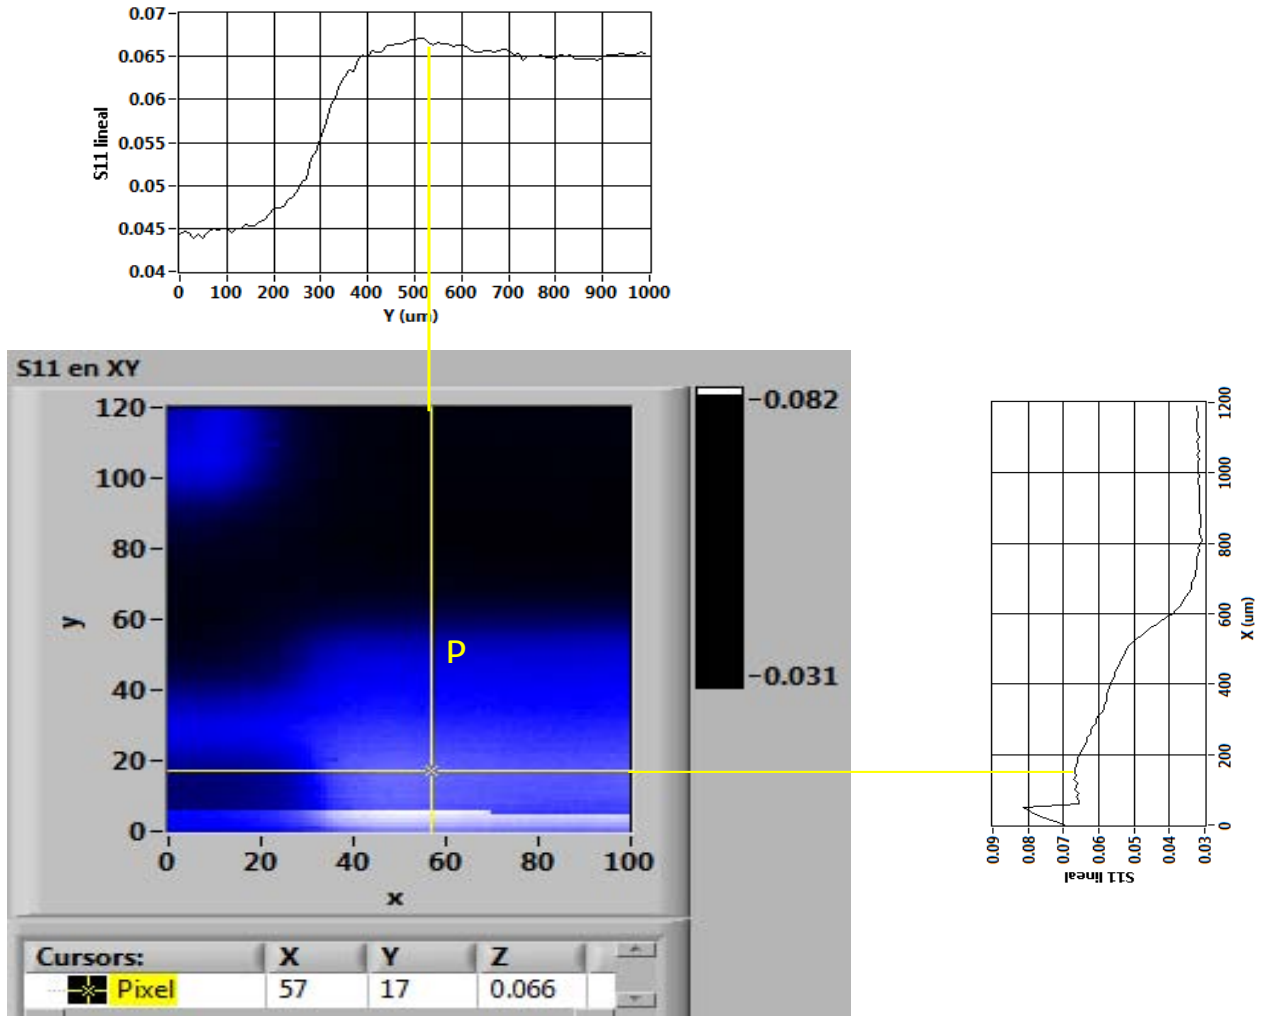 0.07
0.065
0.06
0.055
0.05
0.045
0.04
S11 lineal
0 100 200 300 400 500 600 700 800 900 1000
Y (um)
S11 en XY
120
100
80
60
40
20
0
y
0 20 40 60 80 100
x
P
-0.082
-0.031
1200
1000
800
600
400
200
0
X (um)
0.09 0.08 0.07 0.06 0.05 0.04 0.03
S11 lineal
Cursors: X Y Z
Pixel 57 17 0.066